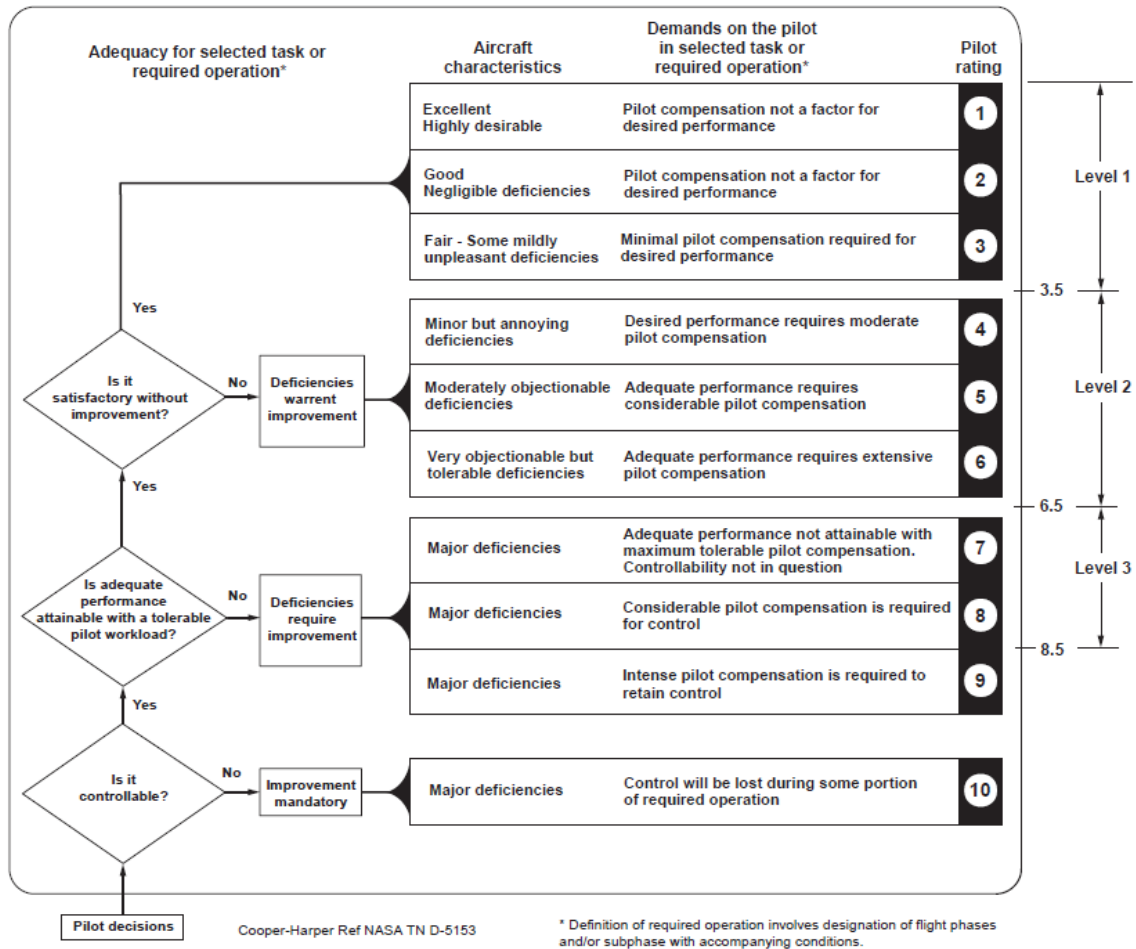 Adequacy for selected task or
required operation*
Aircraft
characteristics
Demands on the pilot
in selected task or
required operation*
Pilot
rating
Excellent
Highly desirable
Pilot compensation not a factor for
desired performance
1
Good
Negligible deficiencies
Pilot compensation not a factor for
desired performance
2
Level 1
Fair - Some mildly
unpleasant deficiencies
Minimal pilot compensation required for
desired performance
3
3.5
Yes
Is it
satisfactory without
improvement?
No
Deficiencies
warrent
improvement
Minor but annoying
deficiencies
Desired performance requires moderate
pilot compensation
4
Moderately objectionable
deficiencies
Adequate performance requires
considerable pilot compensation
5
Level 2
Very objectionable but
tolerable deficiencies
Adequate performance requires extensive
pilot compensation
6
6.5
Yes
Is adequate
performance
attainable with a tolerable
pilot workload?
No
Deficiencies
require
improvement
Major deficiencies
Adequate performance not attainable with
maximum tolerable pilot compensation.
Controllability not in question
7
Level 3
Major deficiencies
Considerable pilot compensation is required
for control
8
8.5
Major deficiencies
Intense pilot compensation is required to
retain control
9
Yes
Is it
controllable?
No
Improvement
mandatory
Major deficiencies
Control will be lost during some portion
of required operation
10
Pilot decisions
Cooper-Harper Ref NASA TN D-5153
* Definition of required operation involves designation of flight phases
and/or subphase with accompanying conditions.